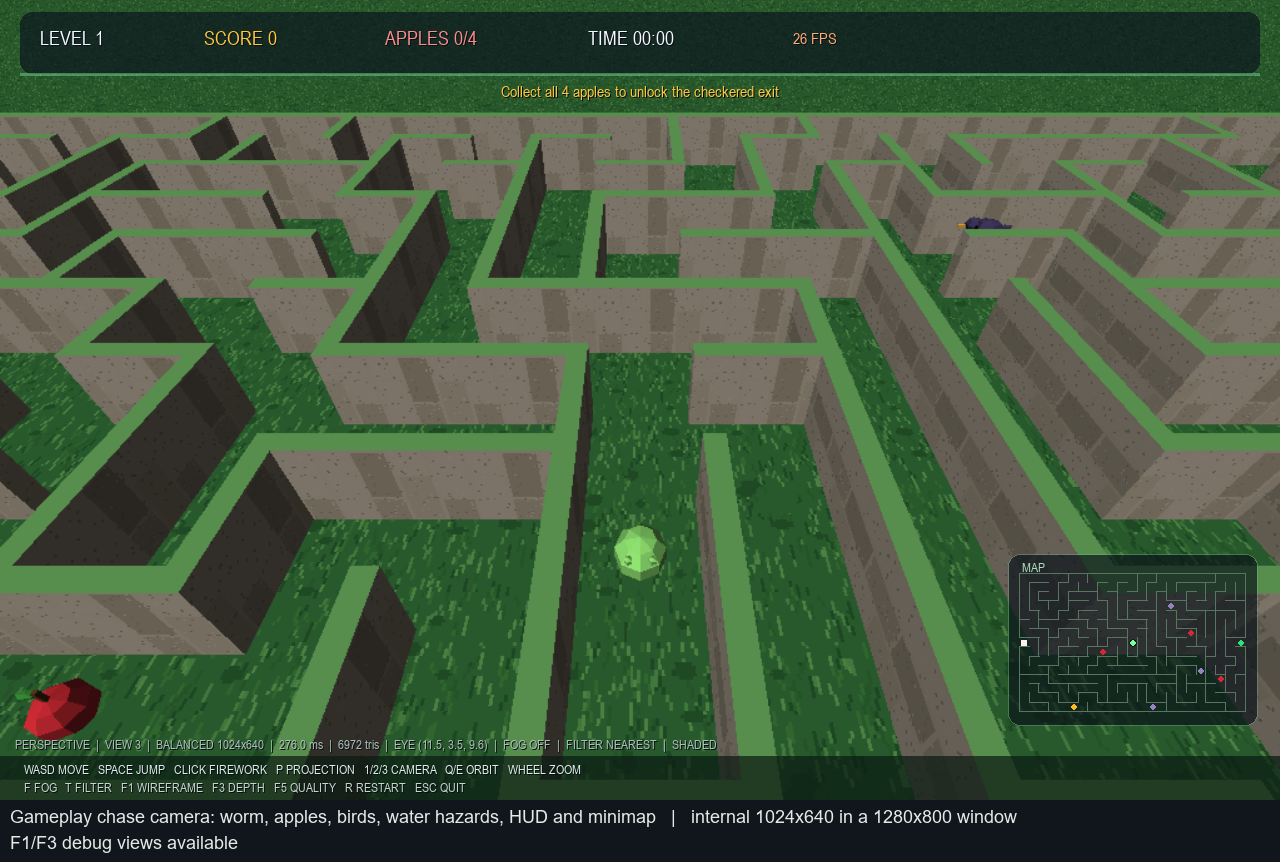 LEVEL 1 SCORE 0 APPLES 0/4 TIME 00:00 26 FPS
Collect all 4 apples to unlock the checkered exit
MAP
PERSPECTIVE | VIEW 3 | BALANCED 1024x640 | 276.0 ms | 6972 tris | EYE (11.5, 3.5, 9.6) | FOG OFF | FILTER NEAREST | SHADED
WASD MOVE SPACE JUMP CLICK FIREWORK P PROJECTION 1/2/3 CAMERA Q/E ORBIT WHEEL ZOOM
F FOG T FILTER F1 WIREFRAME F3 DEPTH F5 QUALITY R RESTART ESC QUIT
Gameplay chase camera: worm, apples, birds, water hazards, HUD and minimap | internal 1024x640 in a 1280x800 window
F1/F3 debug views available